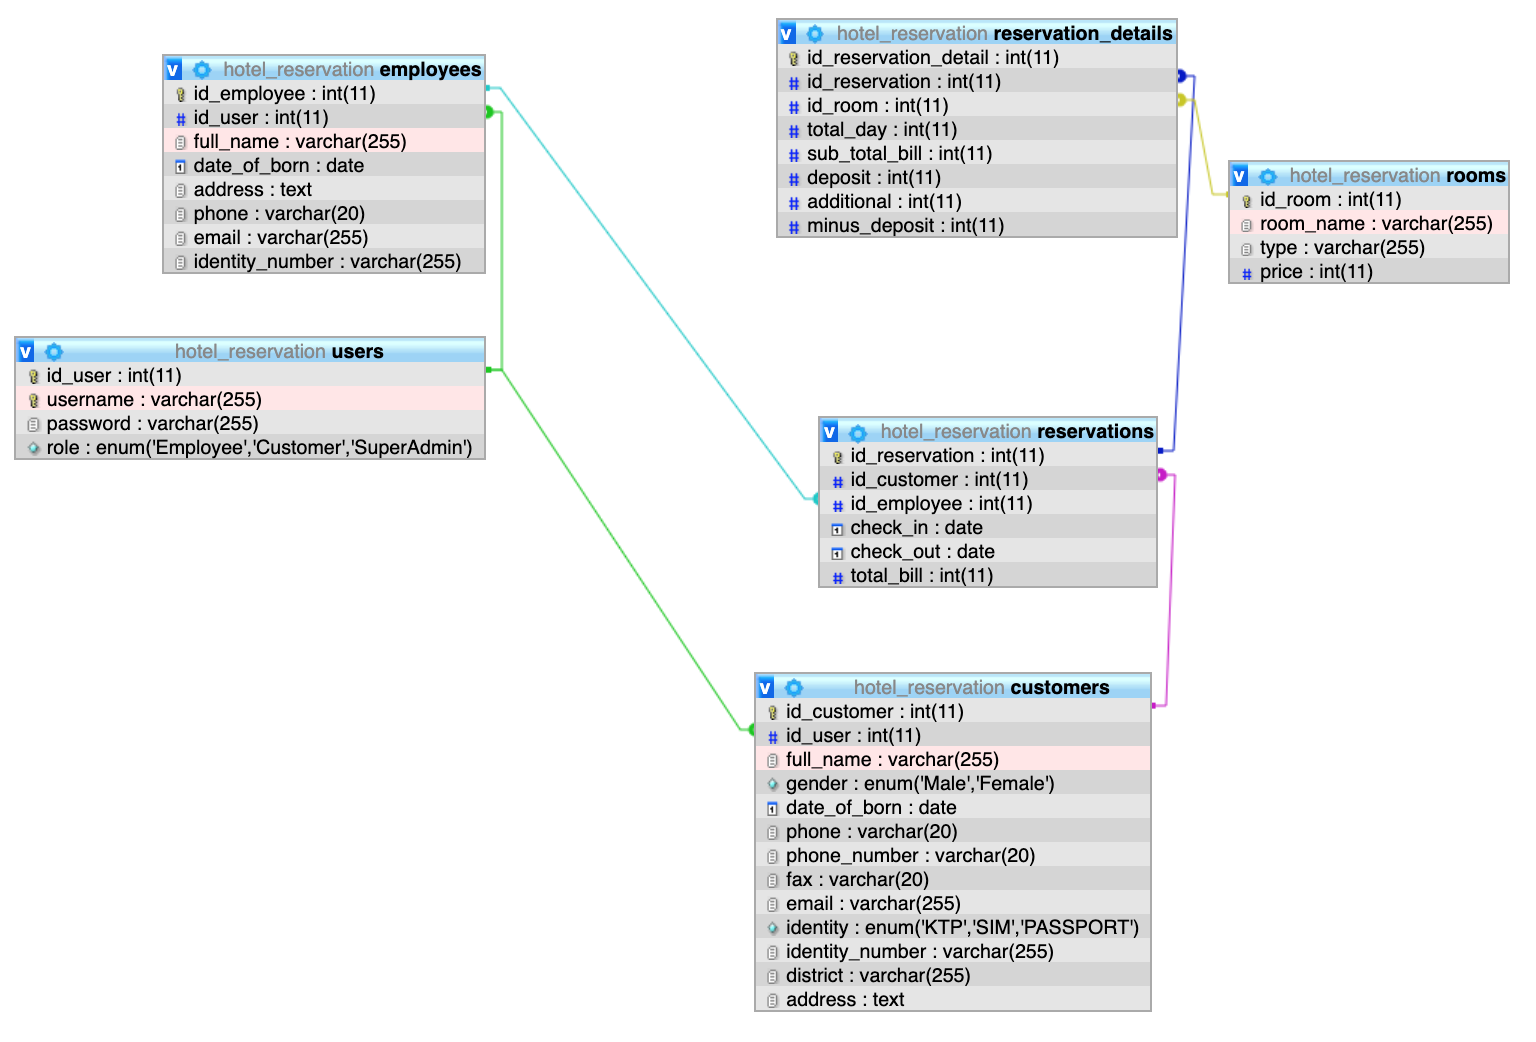 v hotel_reservation employees
id_employee : int(11)
id_user : int(11)
full_name : varchar(255)
date_of_born : date
address : text
phone : varchar(20)
email : varchar(255)
identity_number : varchar(255)
v hotel_reservation users
id_user : int(11)
username : varchar(255)
password : varchar(255)
role : enum('Employee','Customer','SuperAdmin')
v hotel_reservation reservation_details
id_reservation_detail : int(11)
# id_reservation : int(11)
# id_room : int(11)
# total_day : int(11)
# sub_total_bill : int(11)
# deposit : int(11)
# additional : int(11)
# minus_deposit : int(11)
v hotel_reservation rooms
id_room : int(11)
room_name : varchar(255)
type : varchar(255)
# price : int(11)
v hotel_reservation reservations
id_reservation : int(11)
# id_customer : int(11)
# id_employee : int(11)
check_in : date
check_out : date
# total_bill : int(11)
v hotel_reservation customers
id_customer : int(11)
# id_user : int(11)
full_name : varchar(255)
gender : enum('Male','Female')
date_of_born : date
phone : varchar(20)
phone_number : varchar(20)
fax : varchar(20)
email : varchar(255)
identity : enum('KTP','SIM','PASSPORT')
identity_number : varchar(255)
district : varchar(255)
address : text